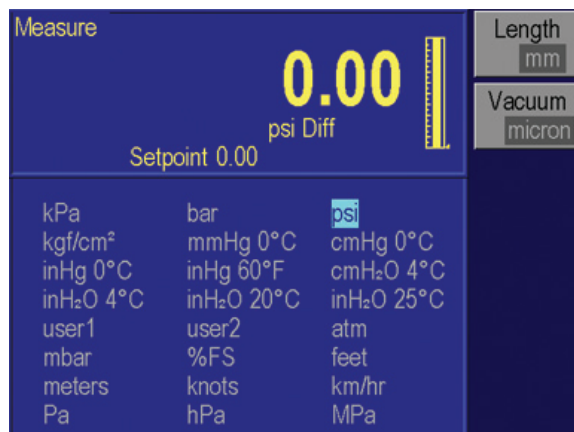 Measure
0.00
psi Diff
Setpoint 0.00
Length
mm
Vacuum
micron
kPa bar psi
kgf/cm² mmHg 0°C cmHg 0°C
inHg 0°C inHg 60°F cmH₂O 4°C
inH₂O 4°C inH₂O 20°C inH₂O 25°C
user1 user2 atm
mbar %FS feet
meters knots km/hr
Pa hPa MPa